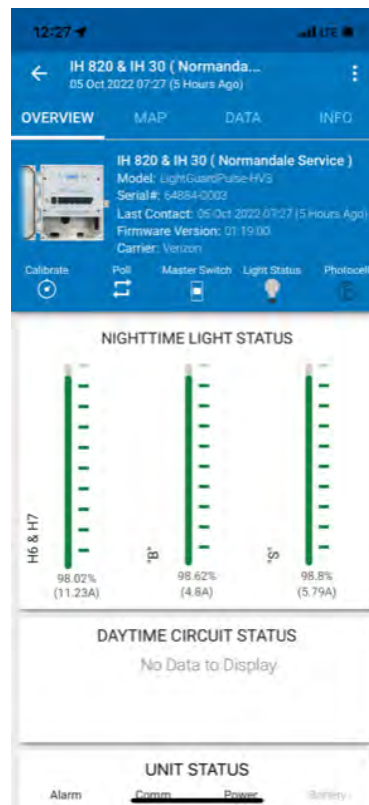 12:27
LTE
IH 820 & IH 30 ( Normanda...
05 Oct 2022 07:27 (5 Hours Ago)
OVERVIEW MAP DATA INFO
IH 820 & IH 30 ( Normandale Service )
Model: LightGuardPulse-HV3
Serial#: 64884-0003
Last Contact: 05 Oct 2022 07:27 (5 Hours Ago)
Firmware Version: 01.19.00
Carrier: Verizon
Calibrate Poll Master Switch Light Status Photocell
NIGHTTIME LIGHT STATUS
H6 & H7 "B" "S"
98.02% 98.62% 98.8%
(11.23A) (4.8A) (5.79A)
DAYTIME CIRCUIT STATUS
No Data to Display
UNIT STATUS
Alarm Comm Power Battery